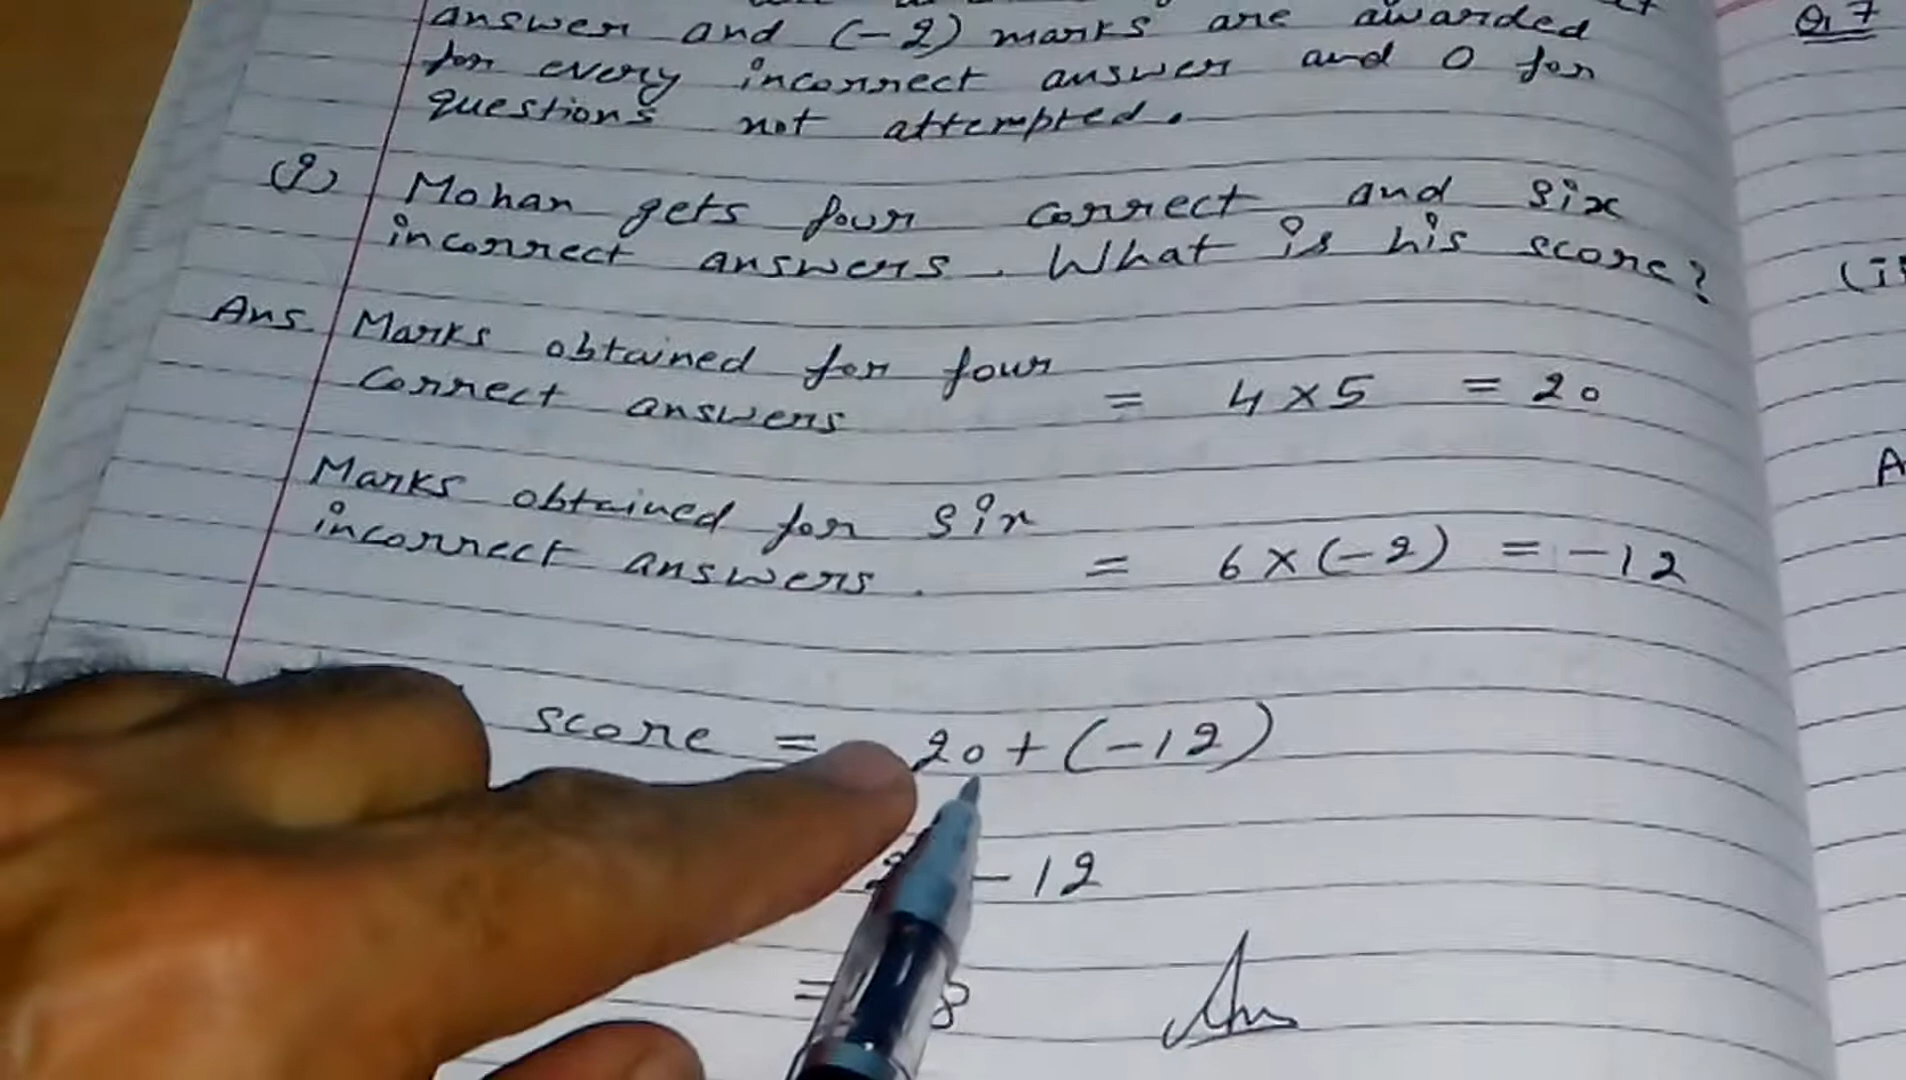 answer and (-2) marks are awarded
for every incorrect answer and 0 for
questions not attempted.
(i) Mohan gets four correct and six
incorrect answers. What is his score?
Ans. Marks obtained for four
correct answers = 4 × 5 = 20
Marks obtained for six
incorrect answers. = 6 × (-2) = -12
score = 20 + (-12)
- 12
= 8 Ans
Q.7